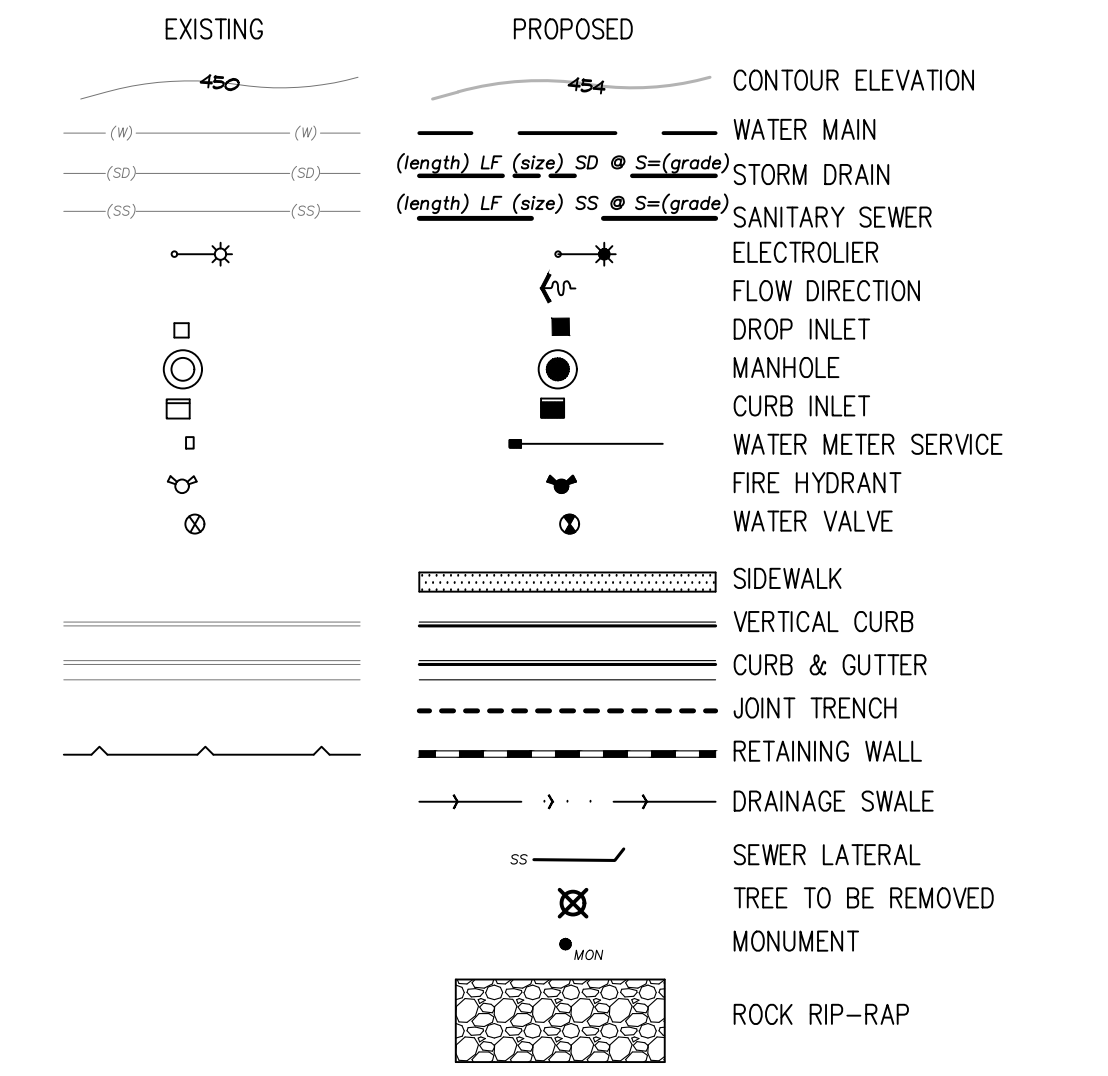 EXISTING PROPOSED
450 454 CONTOUR ELEVATION
(W) (W) WATER MAIN
(length) LF (size) SD @ S=(grade)
(SD) (SD) STORM DRAIN
(length) LF (size) SS @ S=(grade)
(SS) (SS) SANITARY SEWER
ELECTROLIER
FLOW DIRECTION
DROP INLET
MANHOLE
CURB INLET
WATER METER SERVICE
FIRE HYDRANT
WATER VALVE
SIDEWALK
VERTICAL CURB
CURB & GUTTER
JOINT TRENCH
RETAINING WALL
DRAINAGE SWALE
SS SEWER LATERAL
TREE TO BE REMOVED
MONUMENT
MON
ROCK RIP-RAP